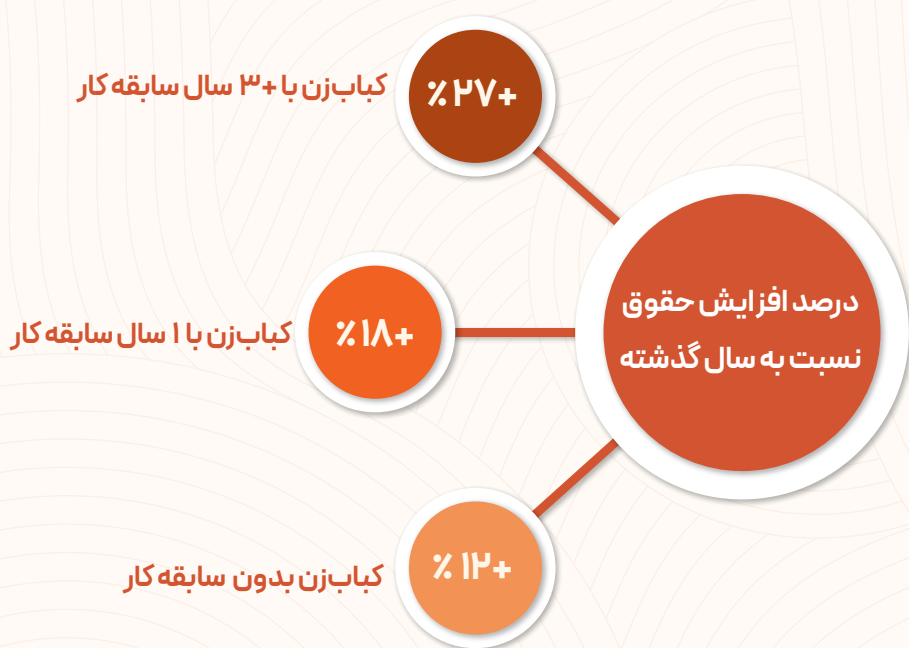 درصد افزایش حقوق
نسبت به سال گذشته
+۲۷٪
کباب‌زن با +۳ سال سابقه کار
+۱۸٪
کباب‌زن با ۱ سال سابقه کار
+۱۲٪
کباب‌زن بدون سابقه کار